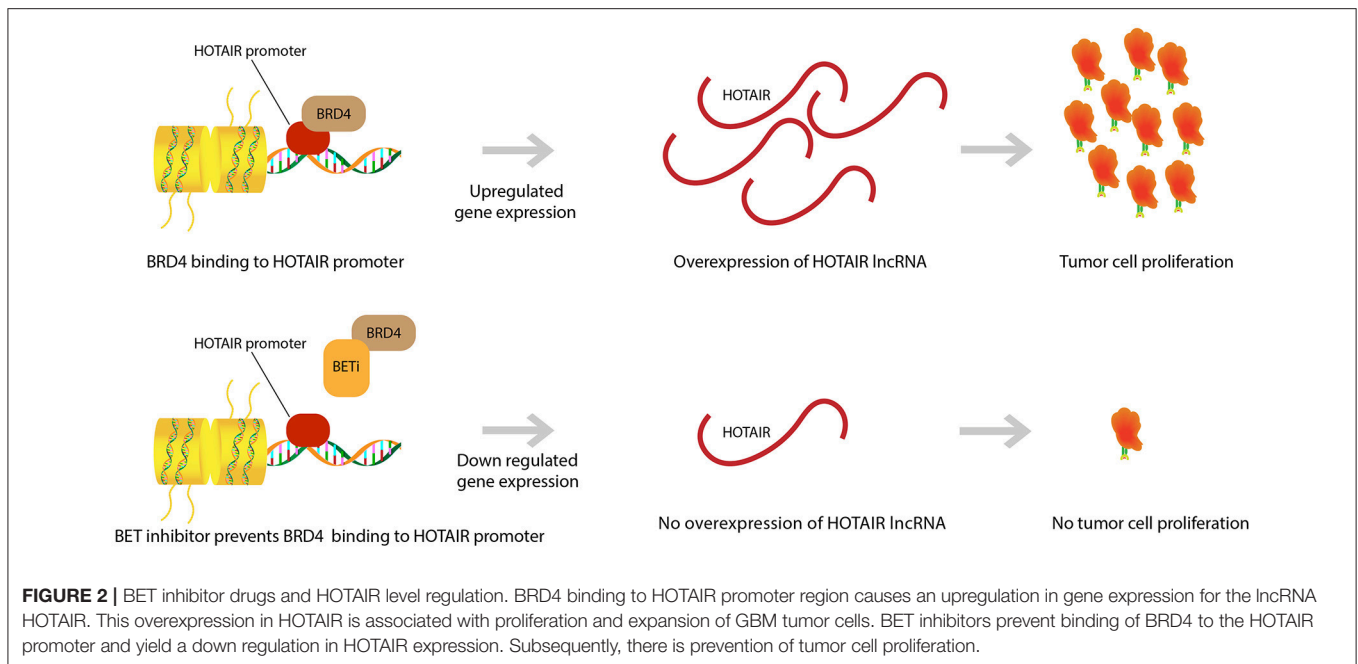 HOTAIR promoter
BRD4
HOTAIR
Upregulated
gene expression
BRD4 binding to HOTAIR promoter
Overexpression of HOTAIR lncRNA
Tumor cell proliferation
BRD4
HOTAIR promoter
BETi
HOTAIR
Down regulated
gene expression
No overexpression of HOTAIR lncRNA
No tumor cell proliferation
BET inhibitor prevents BRD4 binding to HOTAIR promoter
FIGURE 2 | BET inhibitor drugs and HOTAIR level regulation. BRD4 binding to HOTAIR promoter region causes an upregulation in gene expression for the lncRNA
HOTAIR. This overexpression in HOTAIR is associated with proliferation and expansion of GBM tumor cells. BET inhibitors prevent binding of BRD4 to the HOTAIR
promoter and yield a down regulation in HOTAIR expression. Subsequently, there is prevention of tumor cell proliferation.